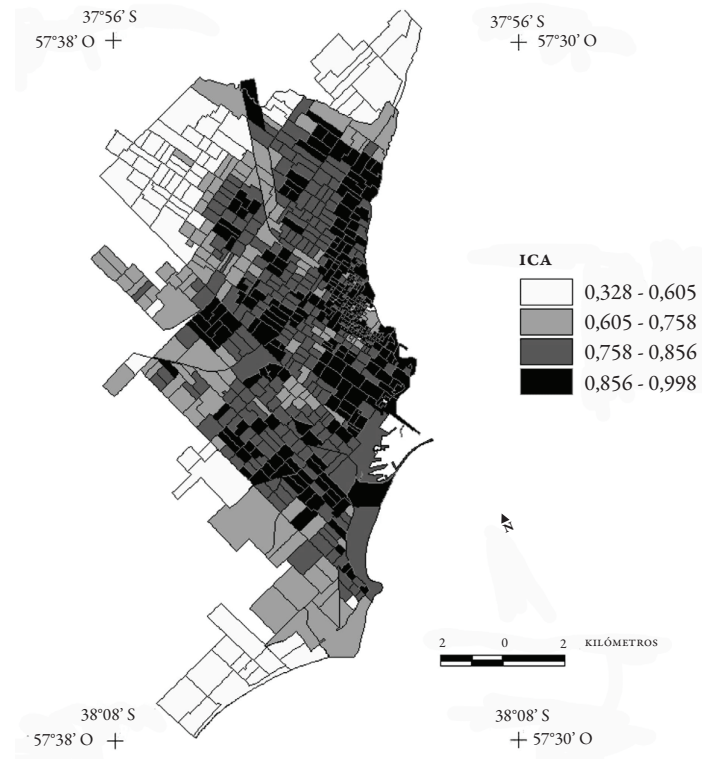 37°56’ S
57°38’ O
37°56’ S
57°30’ O
ICA
0,328 - 0,605
0,605 - 0,758
0,758 - 0,856
0,856 - 0,998
N
2 0 2 KILÓMETROS
38°08’ S
57°38’ O
38°08’ S
57°30’ O